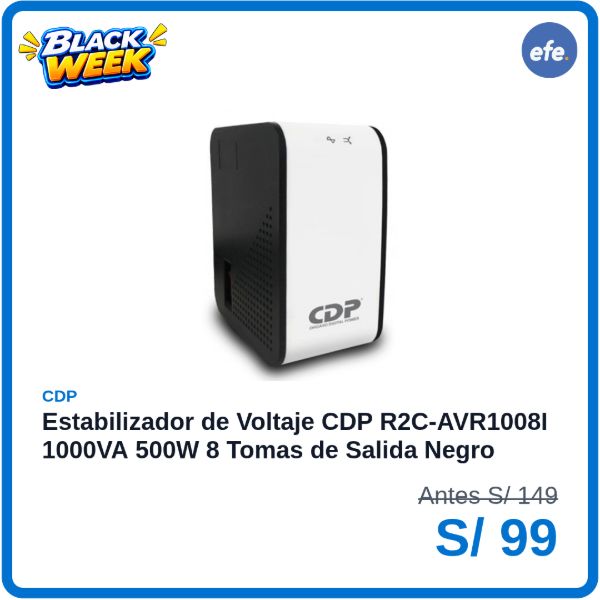 BLACK
WEEK
efe.
CDP
CDP
Estabilizador de Voltaje CDP R2C-AVR1008I
1000VA 500W 8 Tomas de Salida Negro
Antes S/ 149
S/ 99